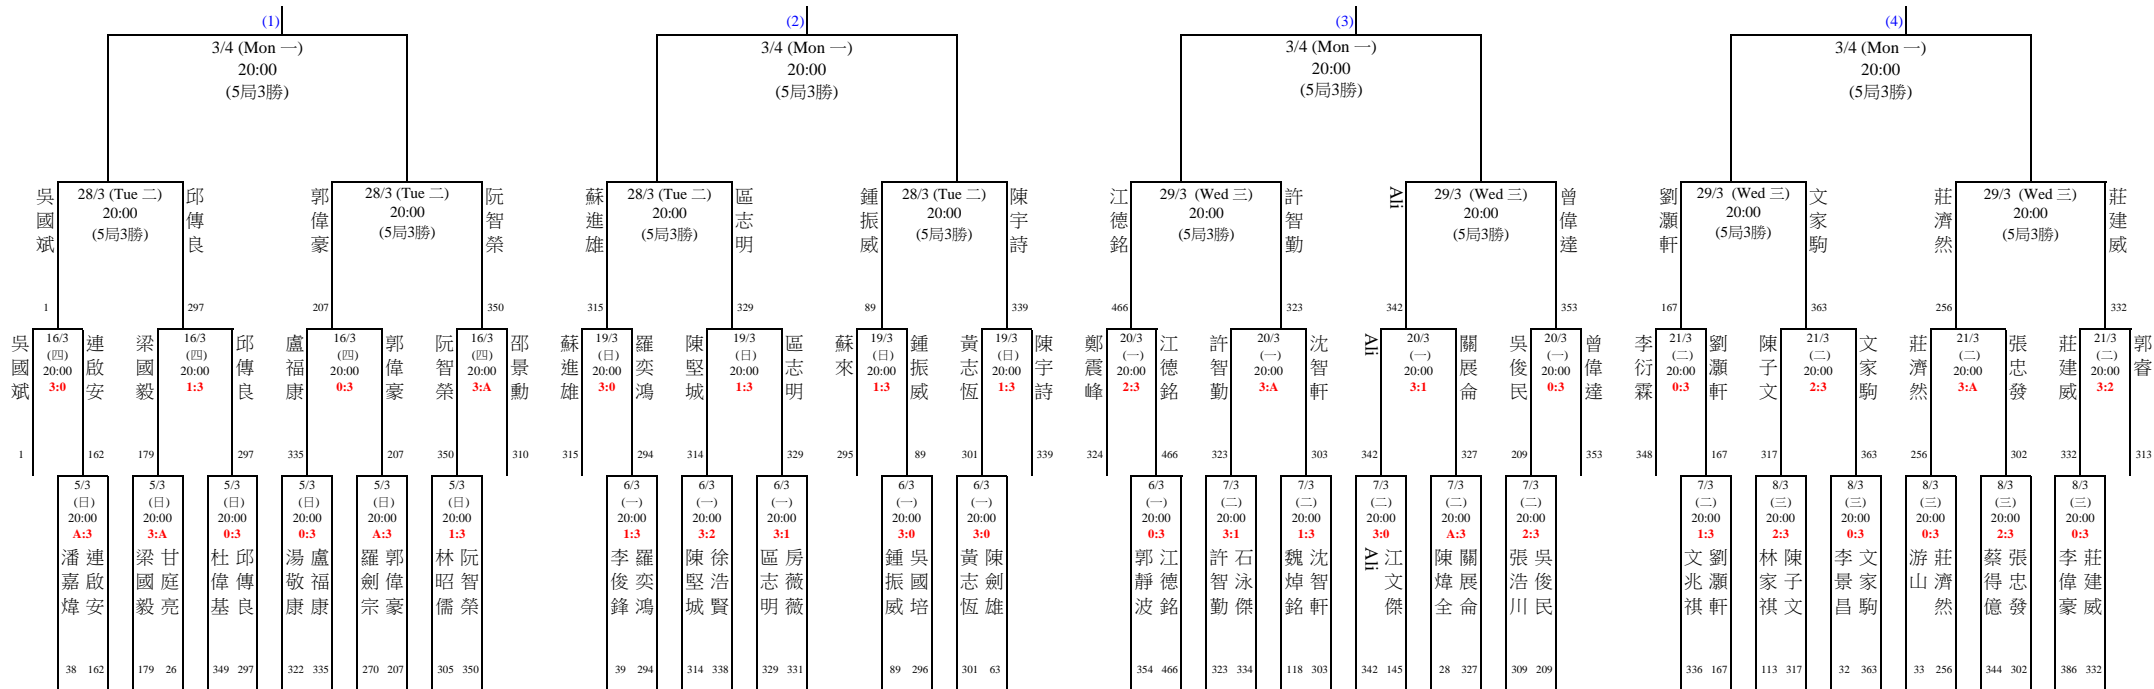 (1) (2) (3) (4)
3/4 (Mon 一) 3/4 (Mon 一) 3/4 (Mon 一) 3/4 (Mon 一)
20:00 20:00 20:00 20:00
(5局3勝) (5局3勝) (5局3勝) (5局3勝)
吳國斌 28/3 (Tue 二) 邱傳良 郭偉豪 28/3 (Tue 二) 阮智榮 蘇進雄 28/3 (Tue 二) 區志明 鍾振威 28/3 (Tue 二) 陳宇詩 江德銘 29/3 (Wed 三) 許智勤 Ali 29/3 (Wed 三) 曾偉達 劉灝軒 29/3 (Wed 三) 文家駒 莊濟然 29/3 (Wed 三) 莊建威
20:00 20:00 20:00 20:00 20:00 20:00 20:00 20:00
(5局3勝) (5局3勝) (5局3勝) (5局3勝) (5局3勝) (5局3勝) (5局3勝) (5局3勝)
1 297 207 350 315 329 89 339 466 323 342 353 167 363 256 332
16/3 16/3 16/3 16/3 19/3 19/3 19/3 19/3 20/3 20/3 20/3 20/3 21/3 21/3 21/3 21/3
吳國斌 連啟安 梁國毅 邱傳良 盧福康 郭偉豪 阮智榮 邵景勳 蘇進雄 羅奕鴻 陳堅城 區志明 蘇來 鍾振威 黃志恆 陳宇詩 鄭震峰 江德銘 許智勤 沈智軒 Ali 關展侖 吳俊民 曾偉達 李衍霖 劉灝軒 陳子文 文家駒 莊濟然 張忠發 莊建威 郭睿
(四) (四) (四) (四) (日) (日) (日) (日) (一) (一) (一) (一) (二) (二) (二) (二)
20:00 20:00 20:00 20:00 20:00 20:00 20:00 20:00 20:00 20:00 20:00 20:00 20:00 20:00 20:00 20:00
3:0 1:3 0:3 3:A 3:0 1:3 1:3 1:3 2:3 3:A 3:1 0:3 0:3 2:3 3:A 3:2
1 162 179 297 335 207 350 310 315 294 314 329 295 89 301 339 324 466 323 303 342 327 209 353 348 167 317 363 256 302 332 313
5/3 5/3 5/3 5/3 5/3 5/3 6/3 6/3 6/3 6/3 6/3 6/3 7/3 7/3 7/3 7/3 7/3 7/3 8/3 8/3 8/3 8/3 8/3
(日) (日) (日) (日) (日) (日) (一) (一) (一) (一) (一) (一) (二) (二) (二) (二) (二) (二) (三) (三) (三) (三) (三)
20:00 20:00 20:00 20:00 20:00 20:00 20:00 20:00 20:00 20:00 20:00 20:00 20:00 20:00 20:00 20:00 20:00 20:00 20:00 20:00 20:00 20:00 20:00
A:3 3:A 0:3 0:3 A:3 1:3 1:3 3:2 3:1 3:0 3:0 0:3 3:1 1:3 3:0 A:3 2:3 1:3 2:3 0:3 0:3 2:3 0:3
潘嘉煒 連啟安 梁國毅 甘庭亮 杜偉基 邱傳良 湯敬康 盧福康 羅劍宗 郭偉豪 林昭儒 阮智榮 李俊鋒 羅奕鴻 陳堅城 徐浩賢 區志明 房薇薇 鍾振威 吳國培 黃志恆 陳劍雄 郭靜波 江德銘 許智勤 石泳傑 魏焯銘 沈智軒 Ali 江文傑 陳煒全 關展侖 張浩川 吳俊民 文兆祺 劉灝軒 林家祺 陳子文 李景昌 文家駒 游山 莊濟然 蔡得億 張忠發 李偉豪 莊建威
38 162 179 26 349 297 322 335 270 207 305 350 39 294 314 338 329 331 89 296 301 63 354 466 323 334 118 303 342 145 28 327 309 209 336 167 113 317 32 363 33 256 344 302 386 332